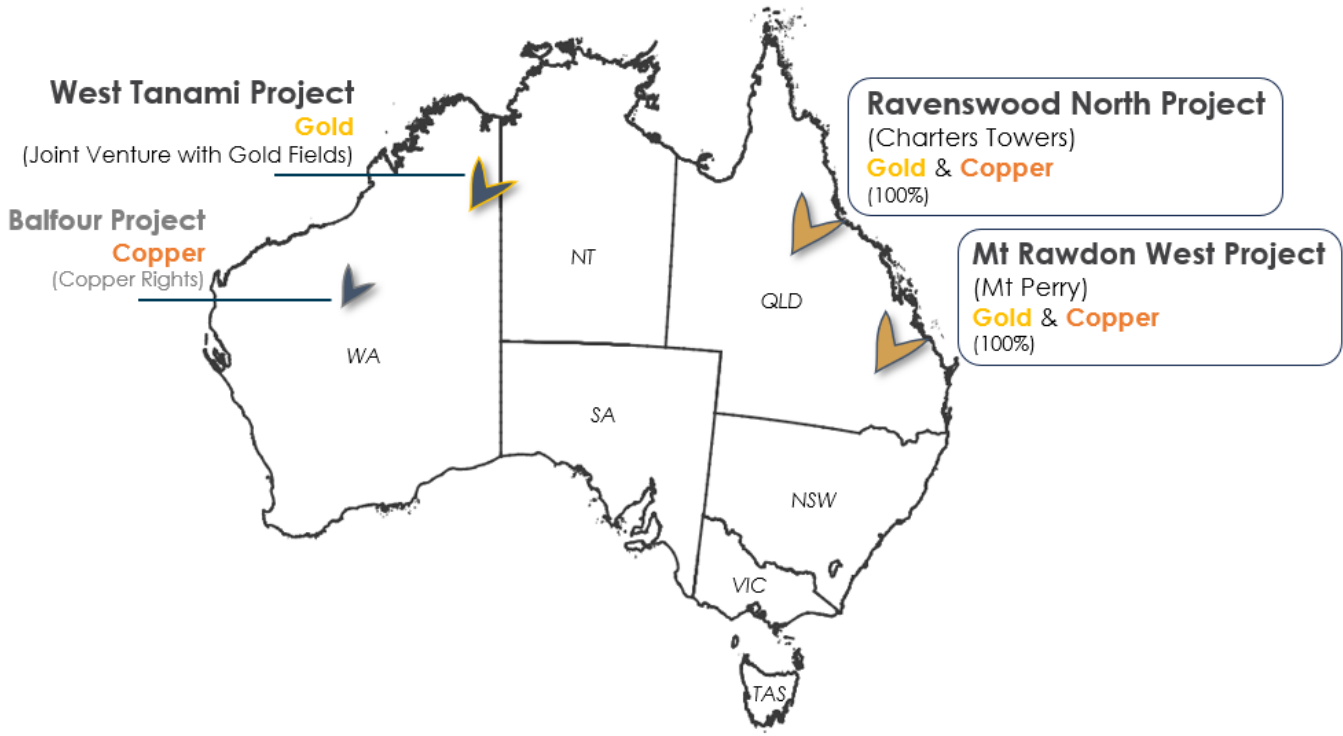 West Tanami Project
Gold
(Joint Venture with Gold Fields)
Balfour Project
Copper
(Copper Rights)
Ravenswood North Project
(Charters Towers)
Gold & Copper
(100%)
Mt Rawdon West Project
(Mt Perry)
Gold & Copper
(100%)
NT
QLD
WA
SA
NSW
VIC
TAS